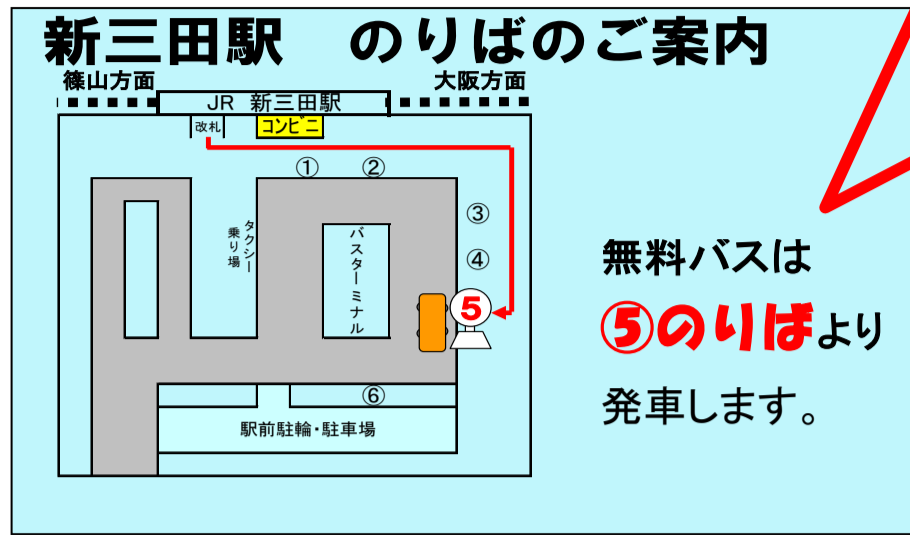 新三田駅　のりばのご案内
篠山方面
大阪方面
JR 新三田駅
改札
コンビニ
①
②
③
④
タクシー
乗り場
バスターミナル
5
⑥
駅前駐輪・駐車場
無料バスは
⑤のりばより
発車します。